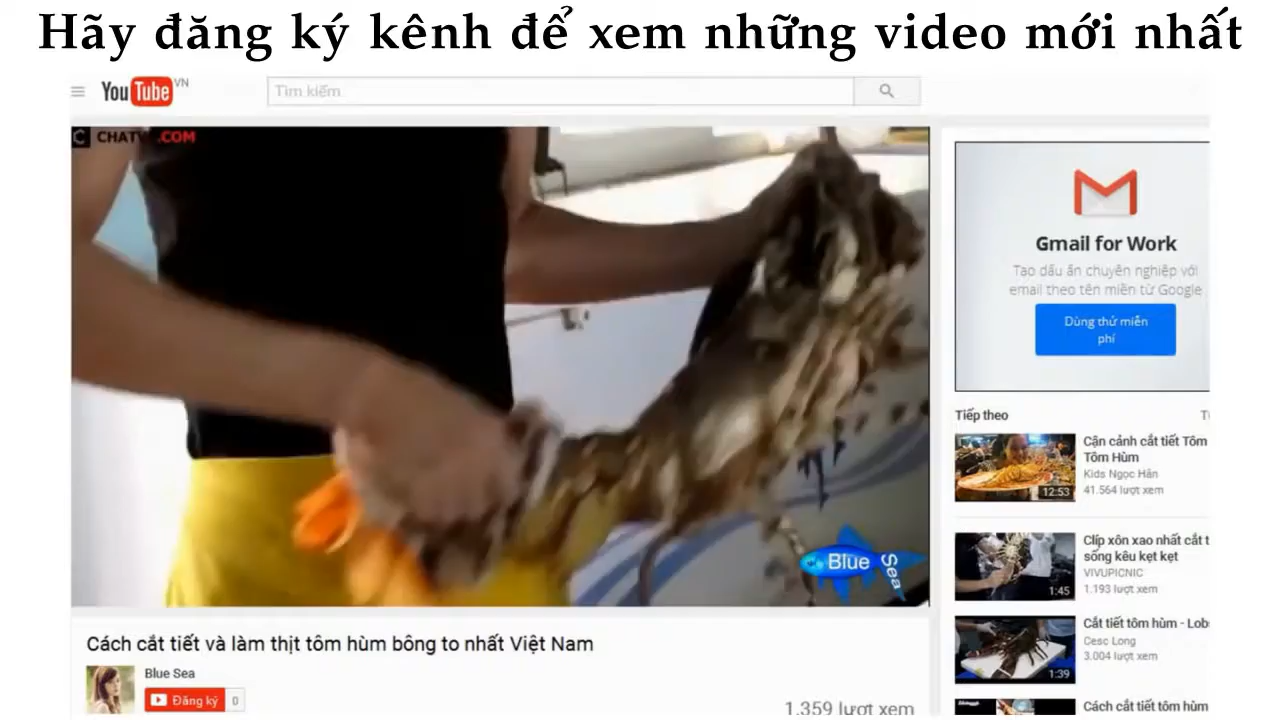 Hãy đăng ký kênh để xem những video mới nhất
YouTube VN
Tìm kiếm
.COM
Gmail for Work
Tạo dấu ấn chuyên nghiệp với
email theo tên miền từ Google
Dùng thử miễn
phí
Blue
Sea
Tiếp theo
Cận cảnh cắt tiết Tôm
Tôm Hùm
Kids Ngọc Hân
41.564 lượt xem
12:53
Clíp xôn xao nhất cắt t
sống kêu kẹt kẹt
VIVUPICNIC
1.193 lượt xem
1:45
Cắt tiết tôm hùm - Lobs
Cesc Long
3.004 lượt xem
1:39
Cách cắt tiết tôm hùm
Cách cắt tiết và làm thịt tôm hùm bông to nhất Việt Nam
Blue Sea
Đăng ký 0
1.359 lượt xem